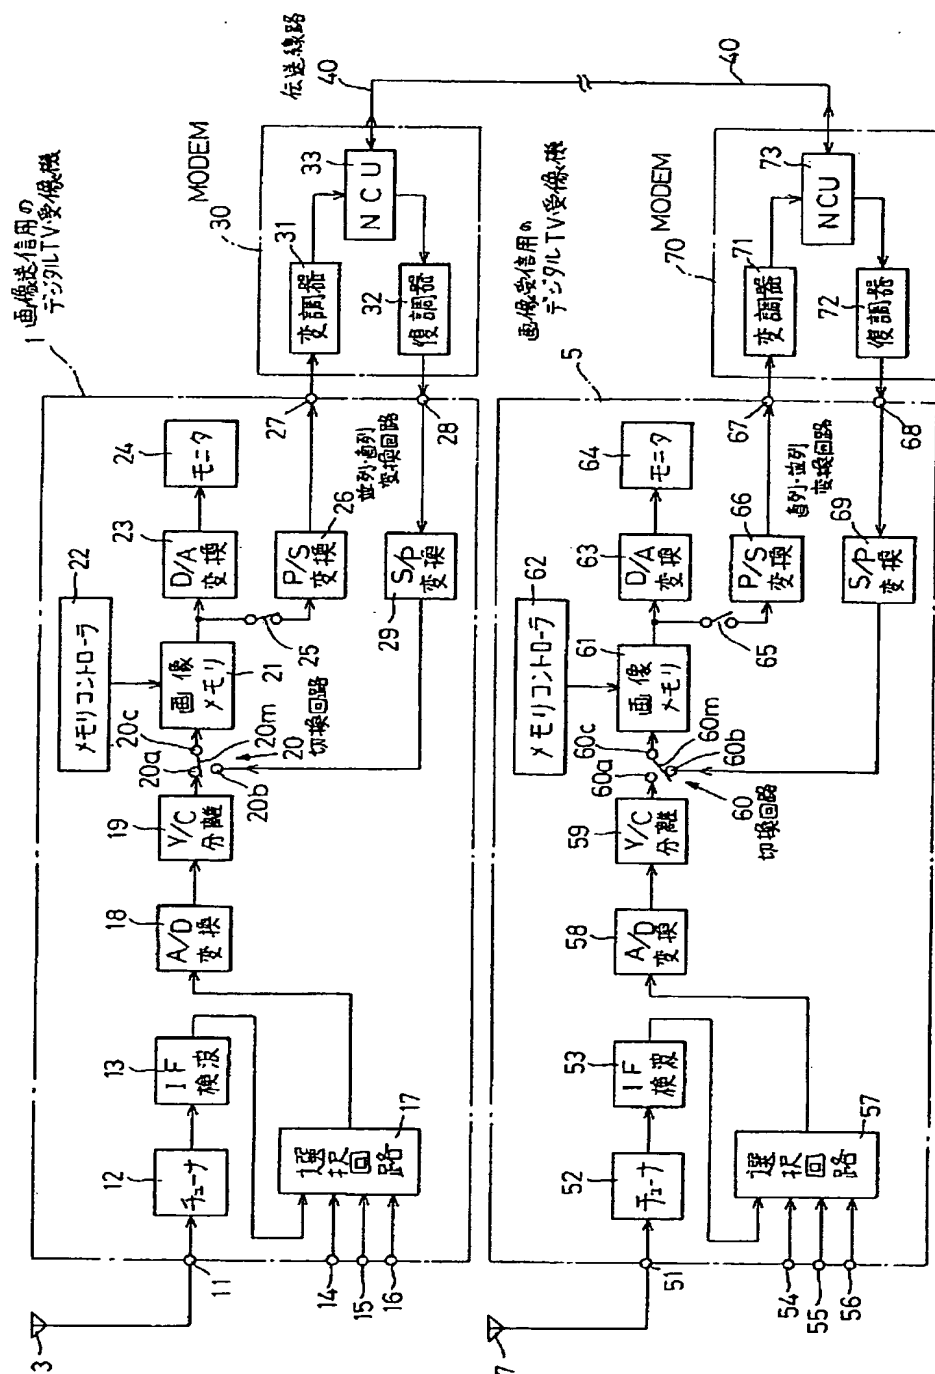 1 画像送信用の
デジタルTV受像機
3
11
12
チューナ
13
IF
検波
14
15
16
17
選択回路
18
A/D
変換
19
Y/C
分離
20a
20c
20m
20b
20
切換回路
21
画像
メモリ
22
メモリコントローラ
23
D/A
変換
24
モニタ
25
26
P/S
変換
並列・直列
変換回路
27
28
29
S/P
変換
MODEM
30
31
変調器
32
復調器
33
NCU
伝送線路
40
40
画像受信用の
デジタルTV受像機
5
7
51
52
チューナ
53
IF
検波
54
55
56
57
選択回路
58
A/D
変換
59
Y/C
分離
60a
60c
60m
60b
60
切換回路
61
画像
メモリ
62
メモリコントローラ
63
D/A
変換
64
モニタ
65
66
P/S
変換
直列・並列
変換回路
67
68
69
S/P
変換
MODEM
70
71
変調器
72
復調器
73
NCU